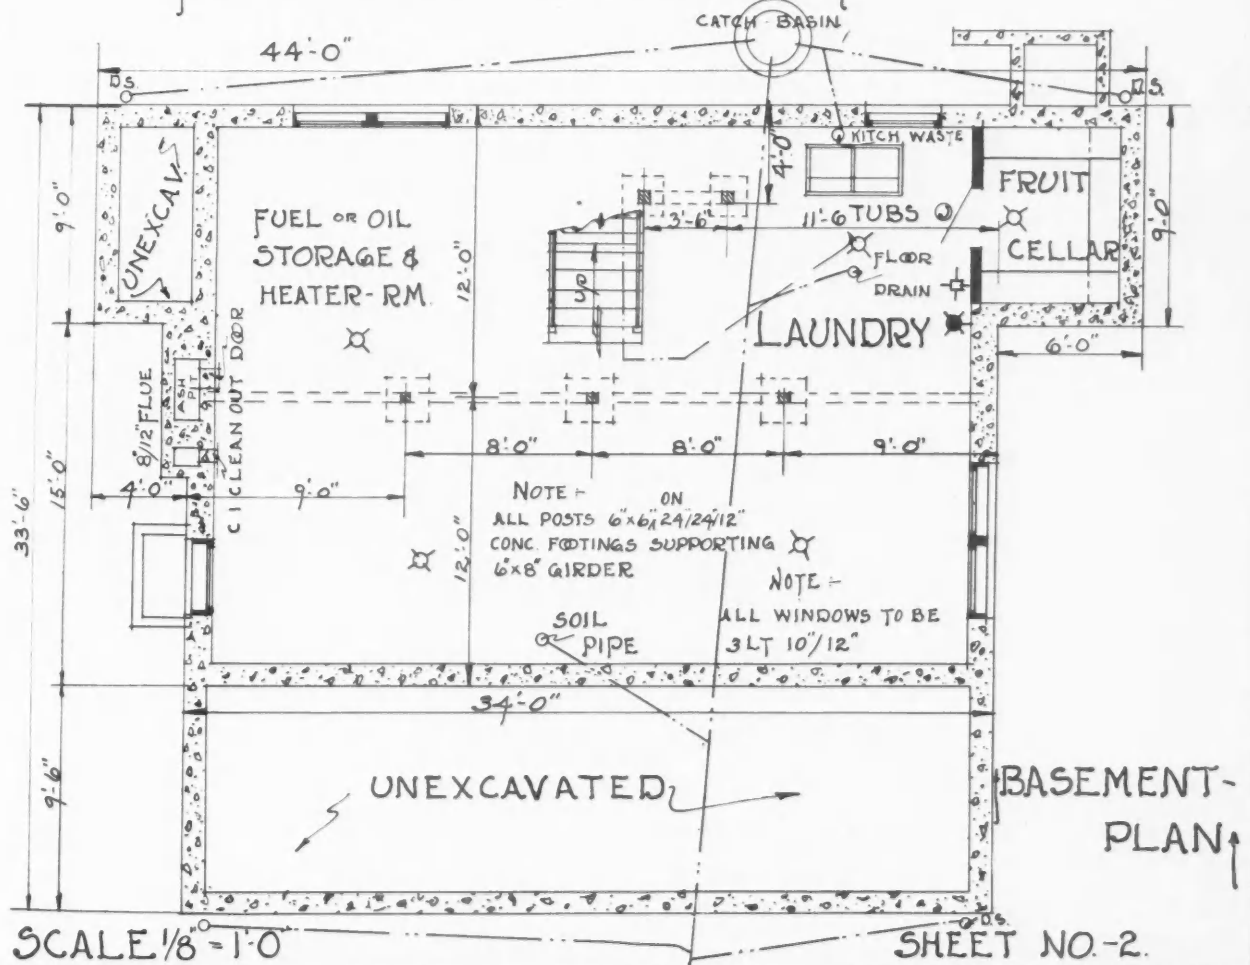 CATCH BASIN
44'-0"
D.S.
D.S.
KITCH WASTE
4'-0"
UNEXCAV.
9'-0"
FUEL OR OIL
STORAGE &
HEATER-RM.
12'-0"
UP
3'-6"
11'-6
TUBS
FLOOR
DRAIN
FRUIT
CELLAR
9'-0"
LAUNDRY
6'-0"
8"/12" FLUE
ASH
PIT
C I CLEANOUT DOOR
8'-0"
8'-0"
9'-0"
4'-0"
9'-0"
15'-0"
33'-6"
12'-0"
NOTE :-
ON
ALL POSTS 6"x6" 24/24/12"
CONC. FOOTINGS SUPPORTING
6"x8" GIRDER
NOTE :-
ALL WINDOWS TO BE
3 LT 10"/12"
SOIL
PIPE
34'-0"
9'-6"
UNEXCAVATED
BASEMENT-
PLAN
D.S.
SCALE 1/8"=1'-0"
SHEET NO.-2.